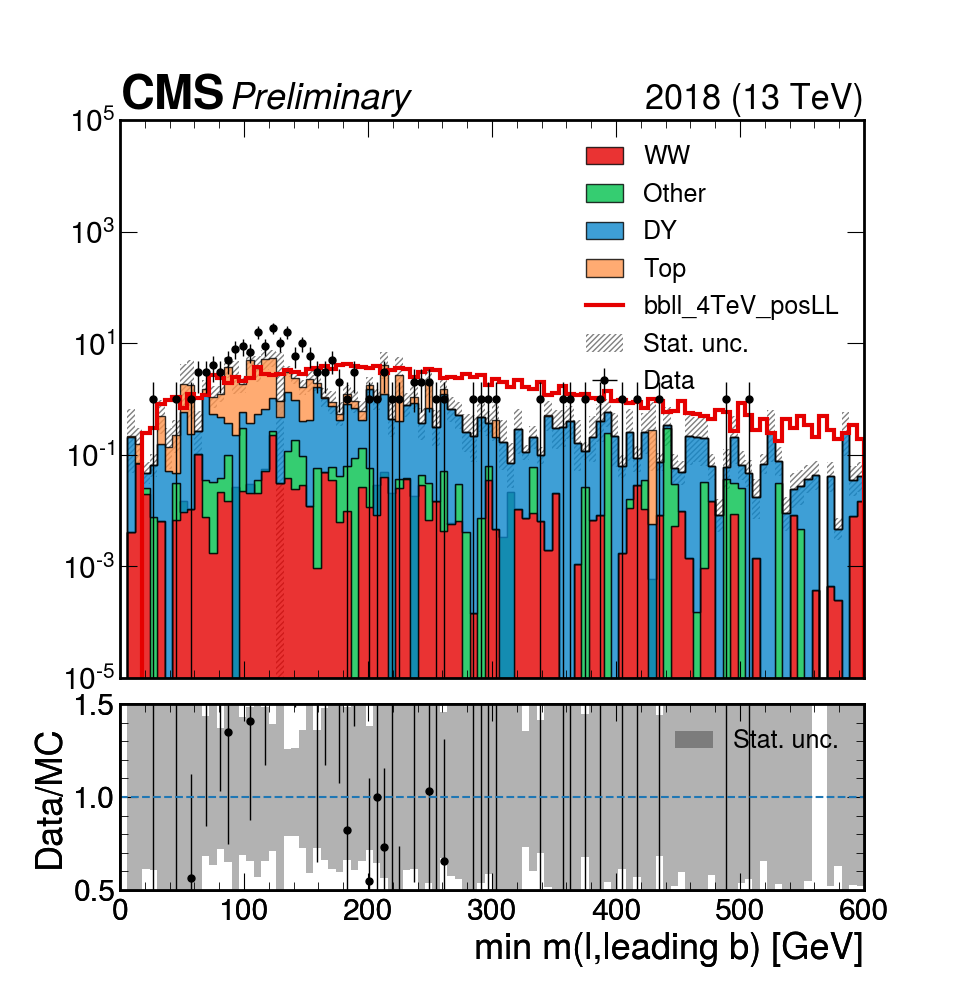 CMS Preliminary 2018 (13 TeV)
10^5
10^3
10^1
10^-1
10^-3
10^-5
WW
Other
DY
Top
bbll_4TeV_posLL
Stat. unc.
Data
1.5
1.0
0.5
Data/MC
Stat. unc.
0 100 200 300 400 500 600
min m(l,leading b) [GeV]